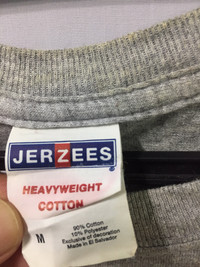 JERZEES
HEAVYWEIGHT
COTTON
M
90% Cotton
10% Polyester
Exclusive of decoration
Made in El Salvador